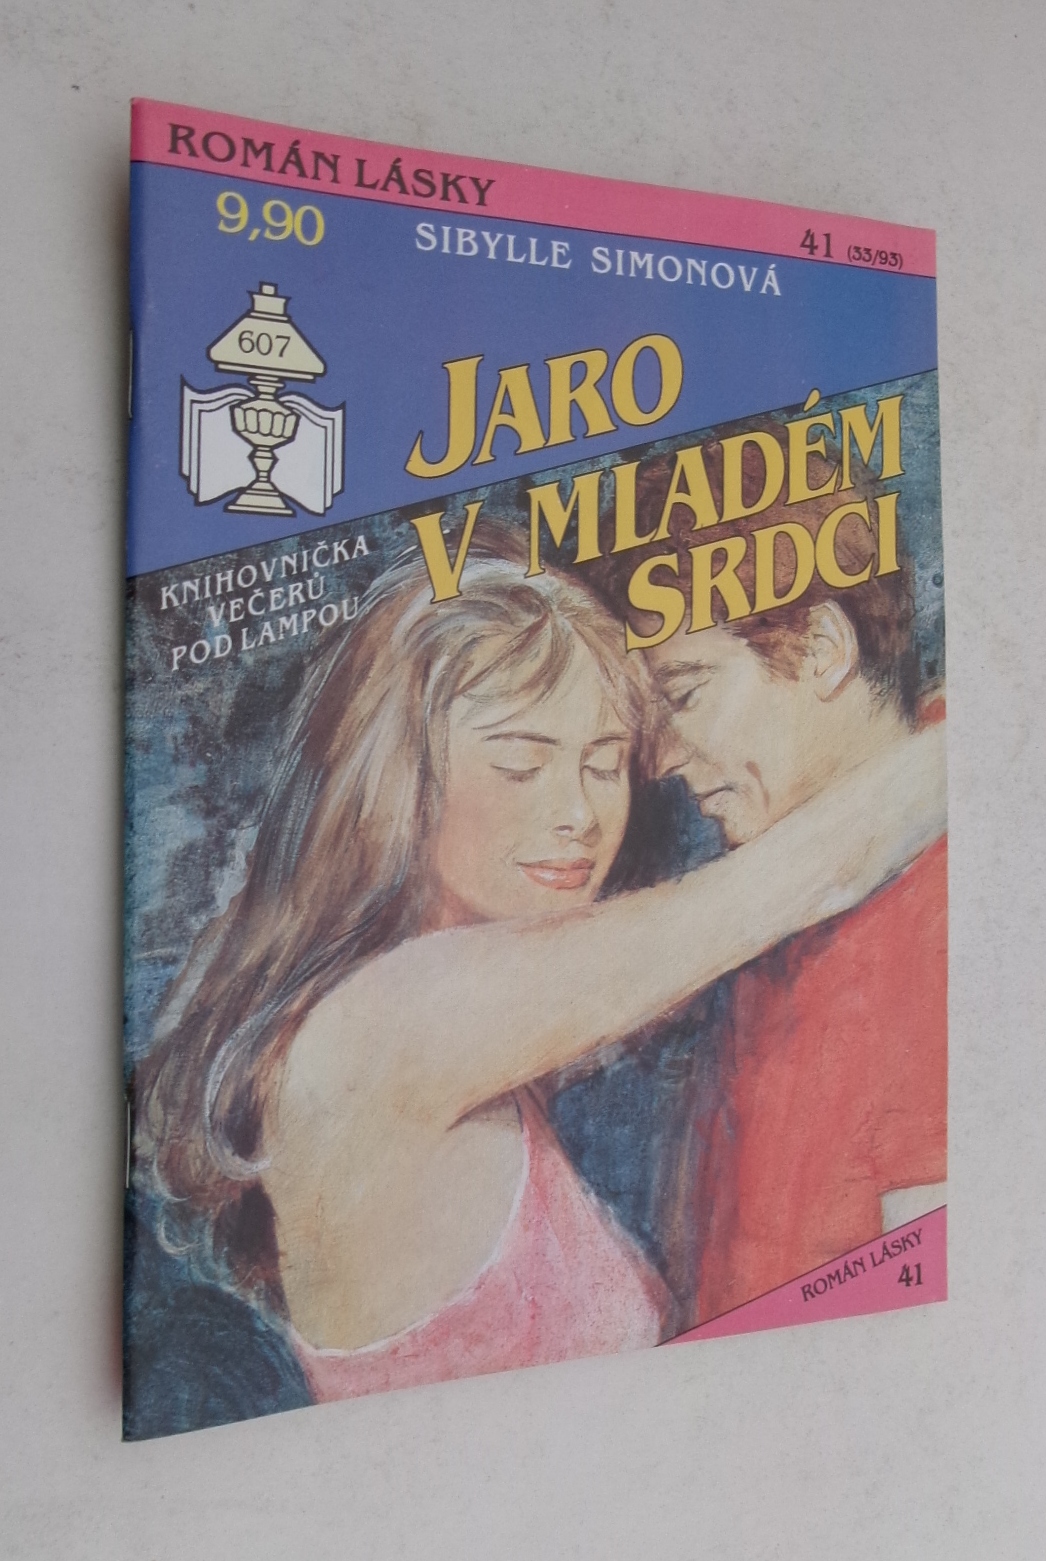 ROMÁN LÁSKY
41 (33/93)
9,90
SIBYLLE SIMONOVÁ
607
JARO
V MLADÉM
SRDCI
KNIHOVNIČKA
VEČERŮ
POD LAMPOU
ROMÁN LÁSKY
41